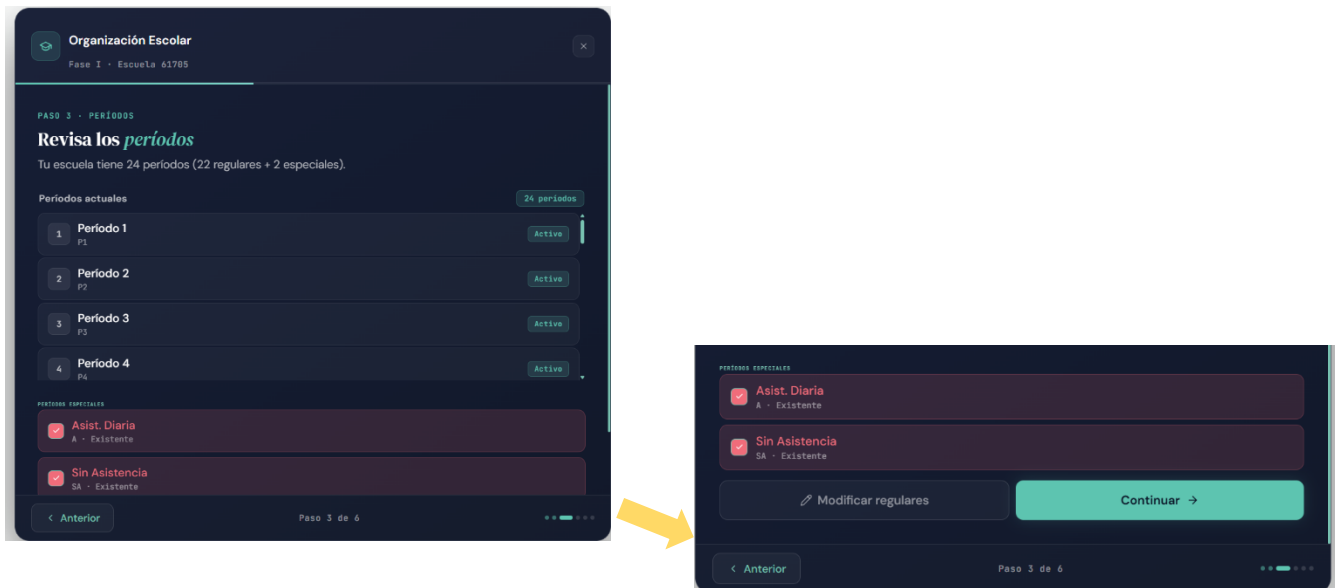 Organización Escolar
Fase I · Escuela 61705
PASO 3 · PERÍODOS
Revisa los períodos
Tu escuela tiene 24 períodos (22 regulares + 2 especiales).
Períodos actuales
24 períodos
1
Período 1
P1
Activo
2
Período 2
P2
Activo
3
Período 3
P3
Activo
4
Período 4
P4
Activo
PERÍODOS ESPECIALES
Asist. Diaria
A · Existente
Sin Asistencia
SA · Existente
Anterior
Paso 3 de 6
PERÍODOS ESPECIALES
Asist. Diaria
A · Existente
Sin Asistencia
SA · Existente
Modificar regulares
Continuar →
Anterior
Paso 3 de 6